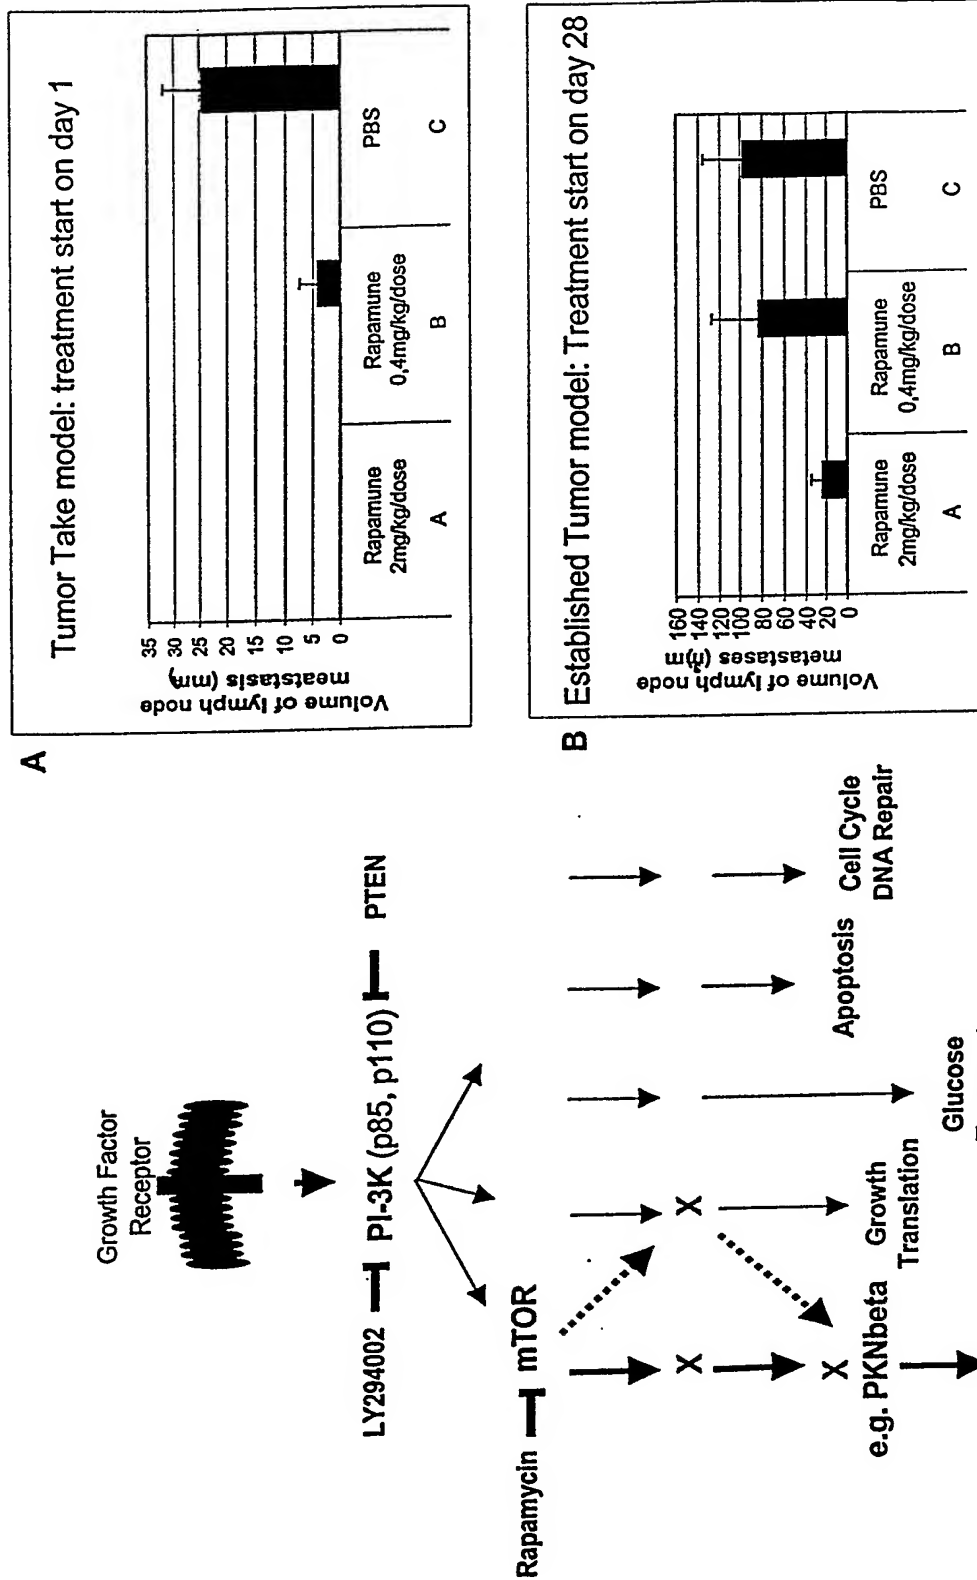 Growth Factor
Receptor
LY294002
PI-3K (p85, p110)
PTEN
Rapamycin
mTOR
X
X
X
e.g. PKNbeta
Growth
Translation
Glucose
Apoptosis
Cell Cycle
DNA Repair
A
Tumor Take model: treatment start on day 1
Volume of lymph node
meatstasis (mm)
35
30
25
20
15
10
5
0
Rapamune
2mg/kg/dose
A
Rapamune
0,4mg/kg/dose
B
PBS
C
B
Established Tumor model: Treatment start on day 28
Volume of lymph node
metastases
160
140
120
100
80
60
40
20
0
Rapamune
2mg/kg/dose
A
Rapamune
0,4mg/kg/dose
B
PBS
C